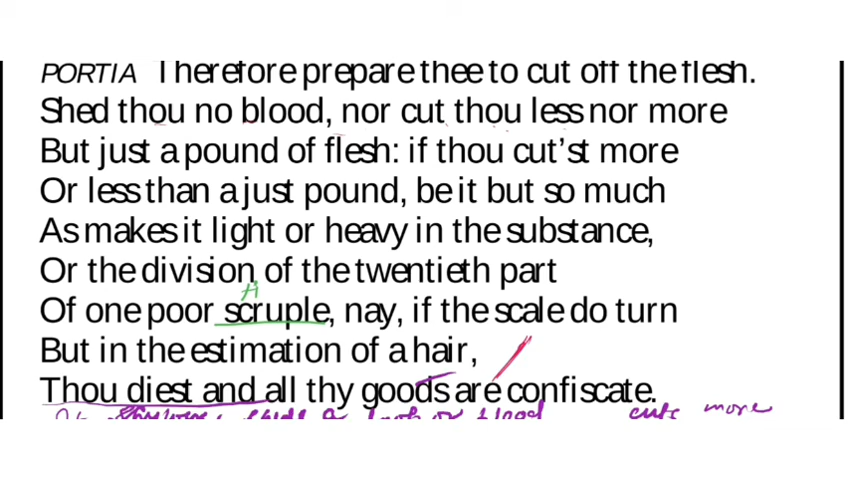 PORTIA Therefore prepare thee to cut off the flesh.
Shed thou no blood, nor cut thou less nor more
But just a pound of flesh: if thou cut’st more
Or less than a just pound, be it but so much
As makes it light or heavy in the substance,
Or the division of the twentieth part
Of one poor scruple, nay, if the scale do turn
But in the estimation of a hair,
Thou diest and all thy goods are confiscate.
blood cuts more